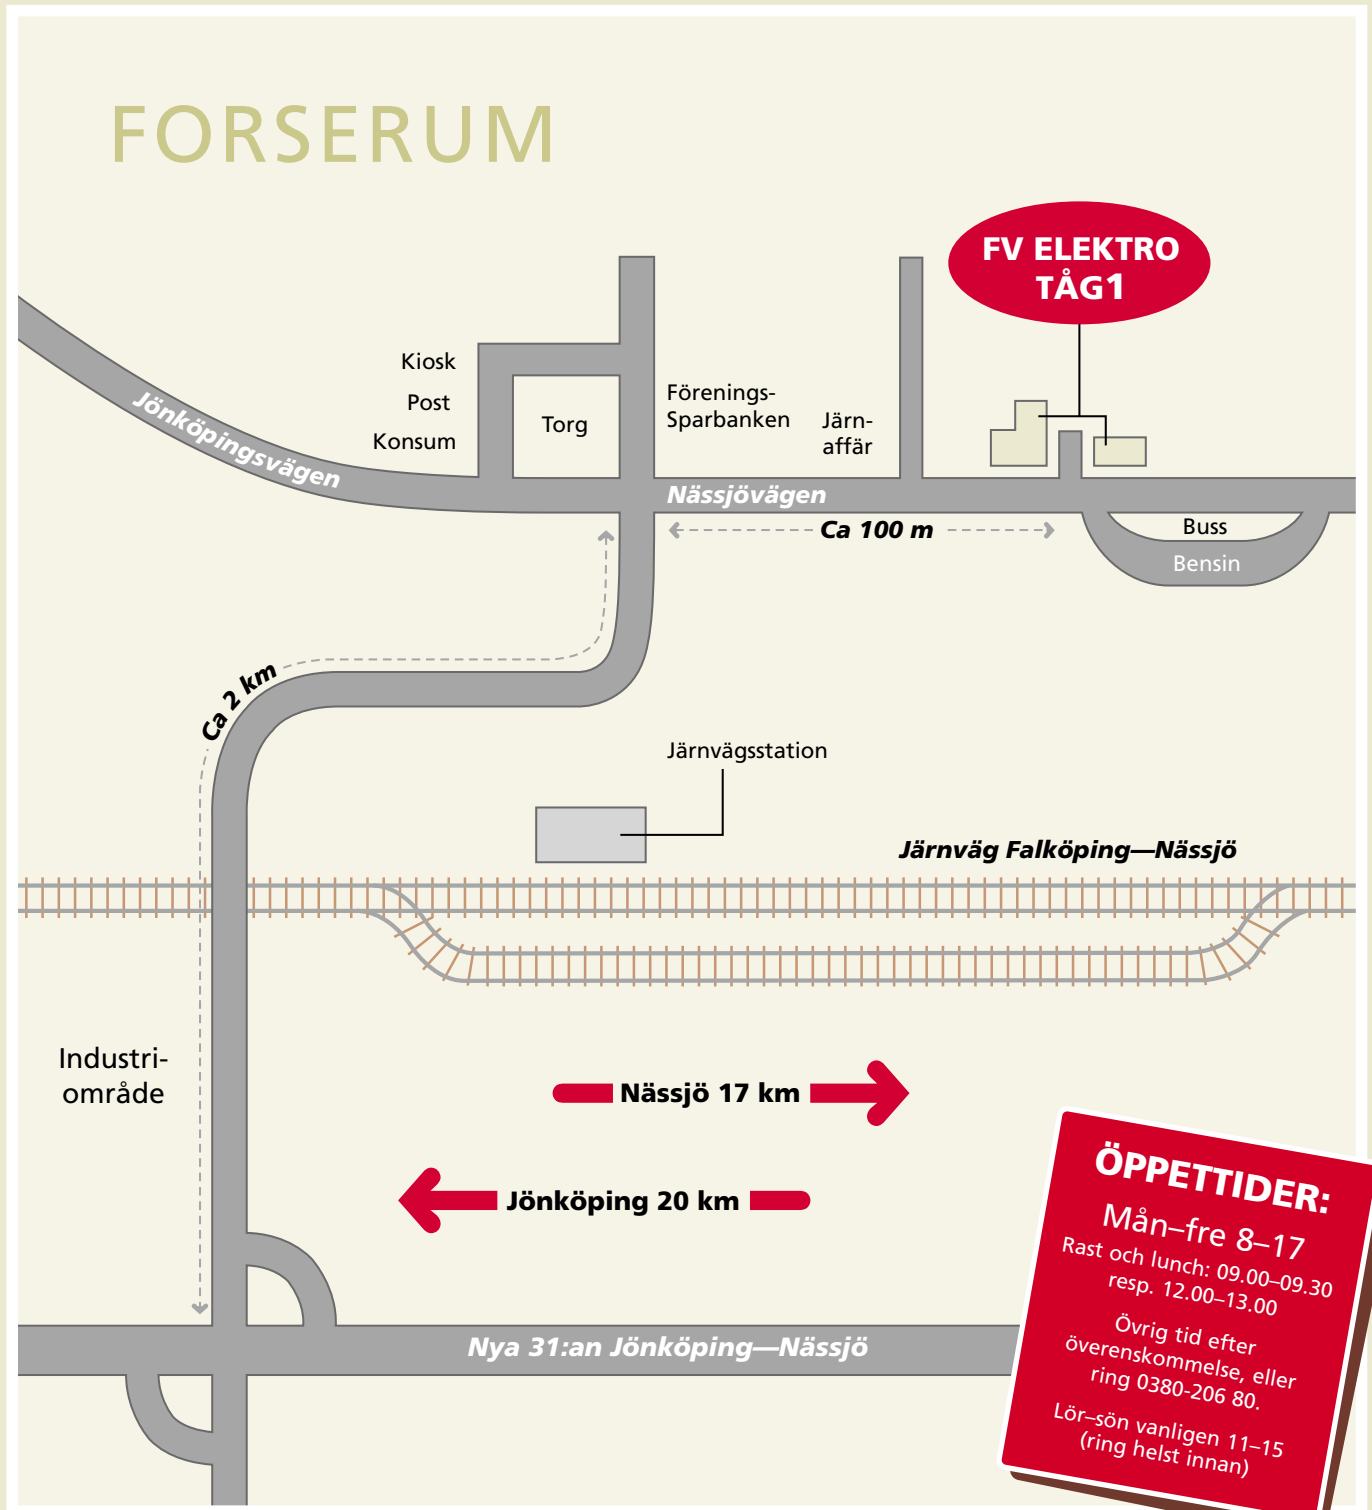 FORSERUM
FV ELEKTRO
TÅG1
Kiosk
Post
Konsum
Torg
Förenings-
Sparbanken
Järn-
affär
Jönköpingsvägen
Nässjövägen
Ca 100 m
Buss
Bensin
Ca 2 km
Järnvägsstation
Järnväg Falköping—Nässjö
Industri-
område
Nässjö 17 km
Jönköping 20 km
Nya 31:an Jönköping—Nässjö
ÖPPETTIDER:
Mån–fre 8–17
Rast och lunch: 09.00–09.30
resp. 12.00–13.00
Övrig tid efter
överenskommelse, eller
ring 0380-206 80.
Lör–sön vanligen 11–15
(ring helst innan)